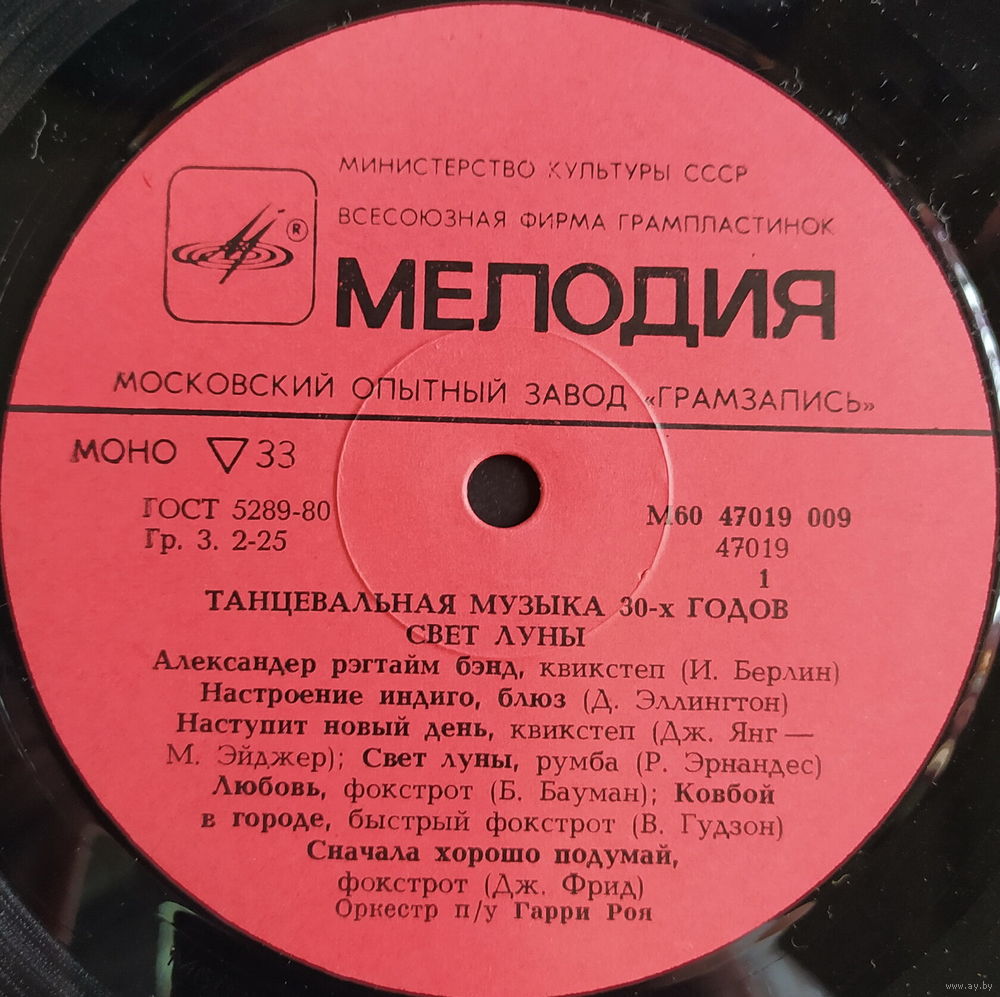 МИНИСТЕРСТВО КУЛЬТУРЫ СССР
®
ВСЕСОЮЗНАЯ ФИРМА ГРАМПЛАСТИНОК
МЕЛОДИЯ
МОСКОВСКИЙ ОПЫТНЫЙ ЗАВОД «ГРАМЗАПИСЬ»
МОНО ▽ 33
ГОСТ 5289-80
М60 47019 009
Гр. 3. 2-25
47019
1
ТАНЦЕВАЛЬНАЯ МУЗЫКА 30-х ГОДОВ
СВЕТ ЛУНЫ
Александер рэгтайм бэнд, квикстеп (И. Берлин)
Настроение индиго, блюз (Д. Эллингтон)
Наступит новый день, квикстеп (Дж. Янг —
М. Эйджер); Свет луны, румба (Р. Эрнандес)
Любовь, фокстрот (Б. Бауман); Ковбой
в городе, быстрый фокстрот (В. Гудзон)
Сначала хорошо подумай,
фокстрот (Дж. Фрид)
Оркестр п/у Гарри Роя
www.ay.by